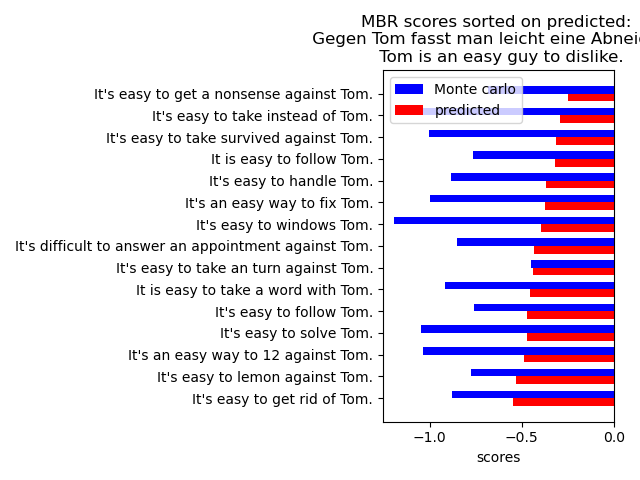 MBR scores sorted on predicted:
Gegen Tom fasst man leicht eine
Tom is an easy guy to dislike.
Monte carlo
predicted
It's easy to get a nonsense against Tom.
It's easy to take instead of Tom.
It's easy to take survived against Tom.
It is easy to follow Tom.
It's easy to handle Tom.
It's an easy way to fix Tom.
It's easy to windows Tom.
It's difficult to answer an appointment against Tom.
It's easy to take an turn against Tom.
It is easy to take a word with Tom.
It's easy to follow Tom.
It's easy to solve Tom.
It's an easy way to 12 against Tom.
It's easy to lemon against Tom.
It's easy to get rid of Tom.
−1.0 −0.5 0.0
scores